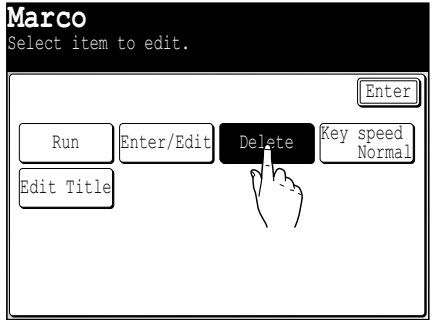 Marco
Select item to edit.
Enter
Run
Enter/Edit
Delete
Key speed
Normal
Edit Title